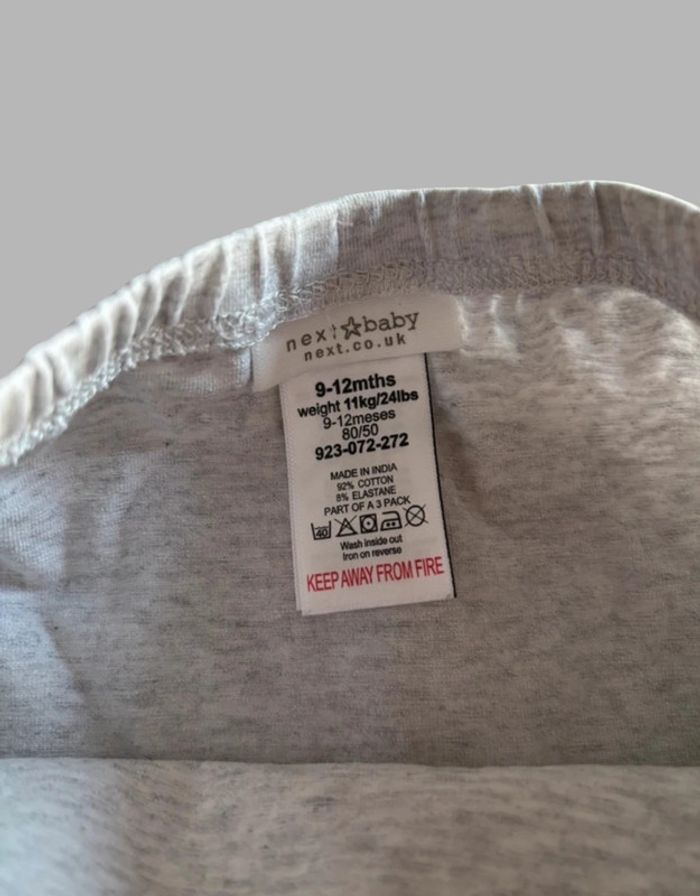 next baby
next.co.uk
9-12mths
weight 11kg/24lbs
9-12meses
80/50
923-072-272
MADE IN INDIA
92% COTTON
8% ELASTANE
PART OF A 3 PACK
40
Wash inside out
Iron on reverse
KEEP AWAY FROM FIRE